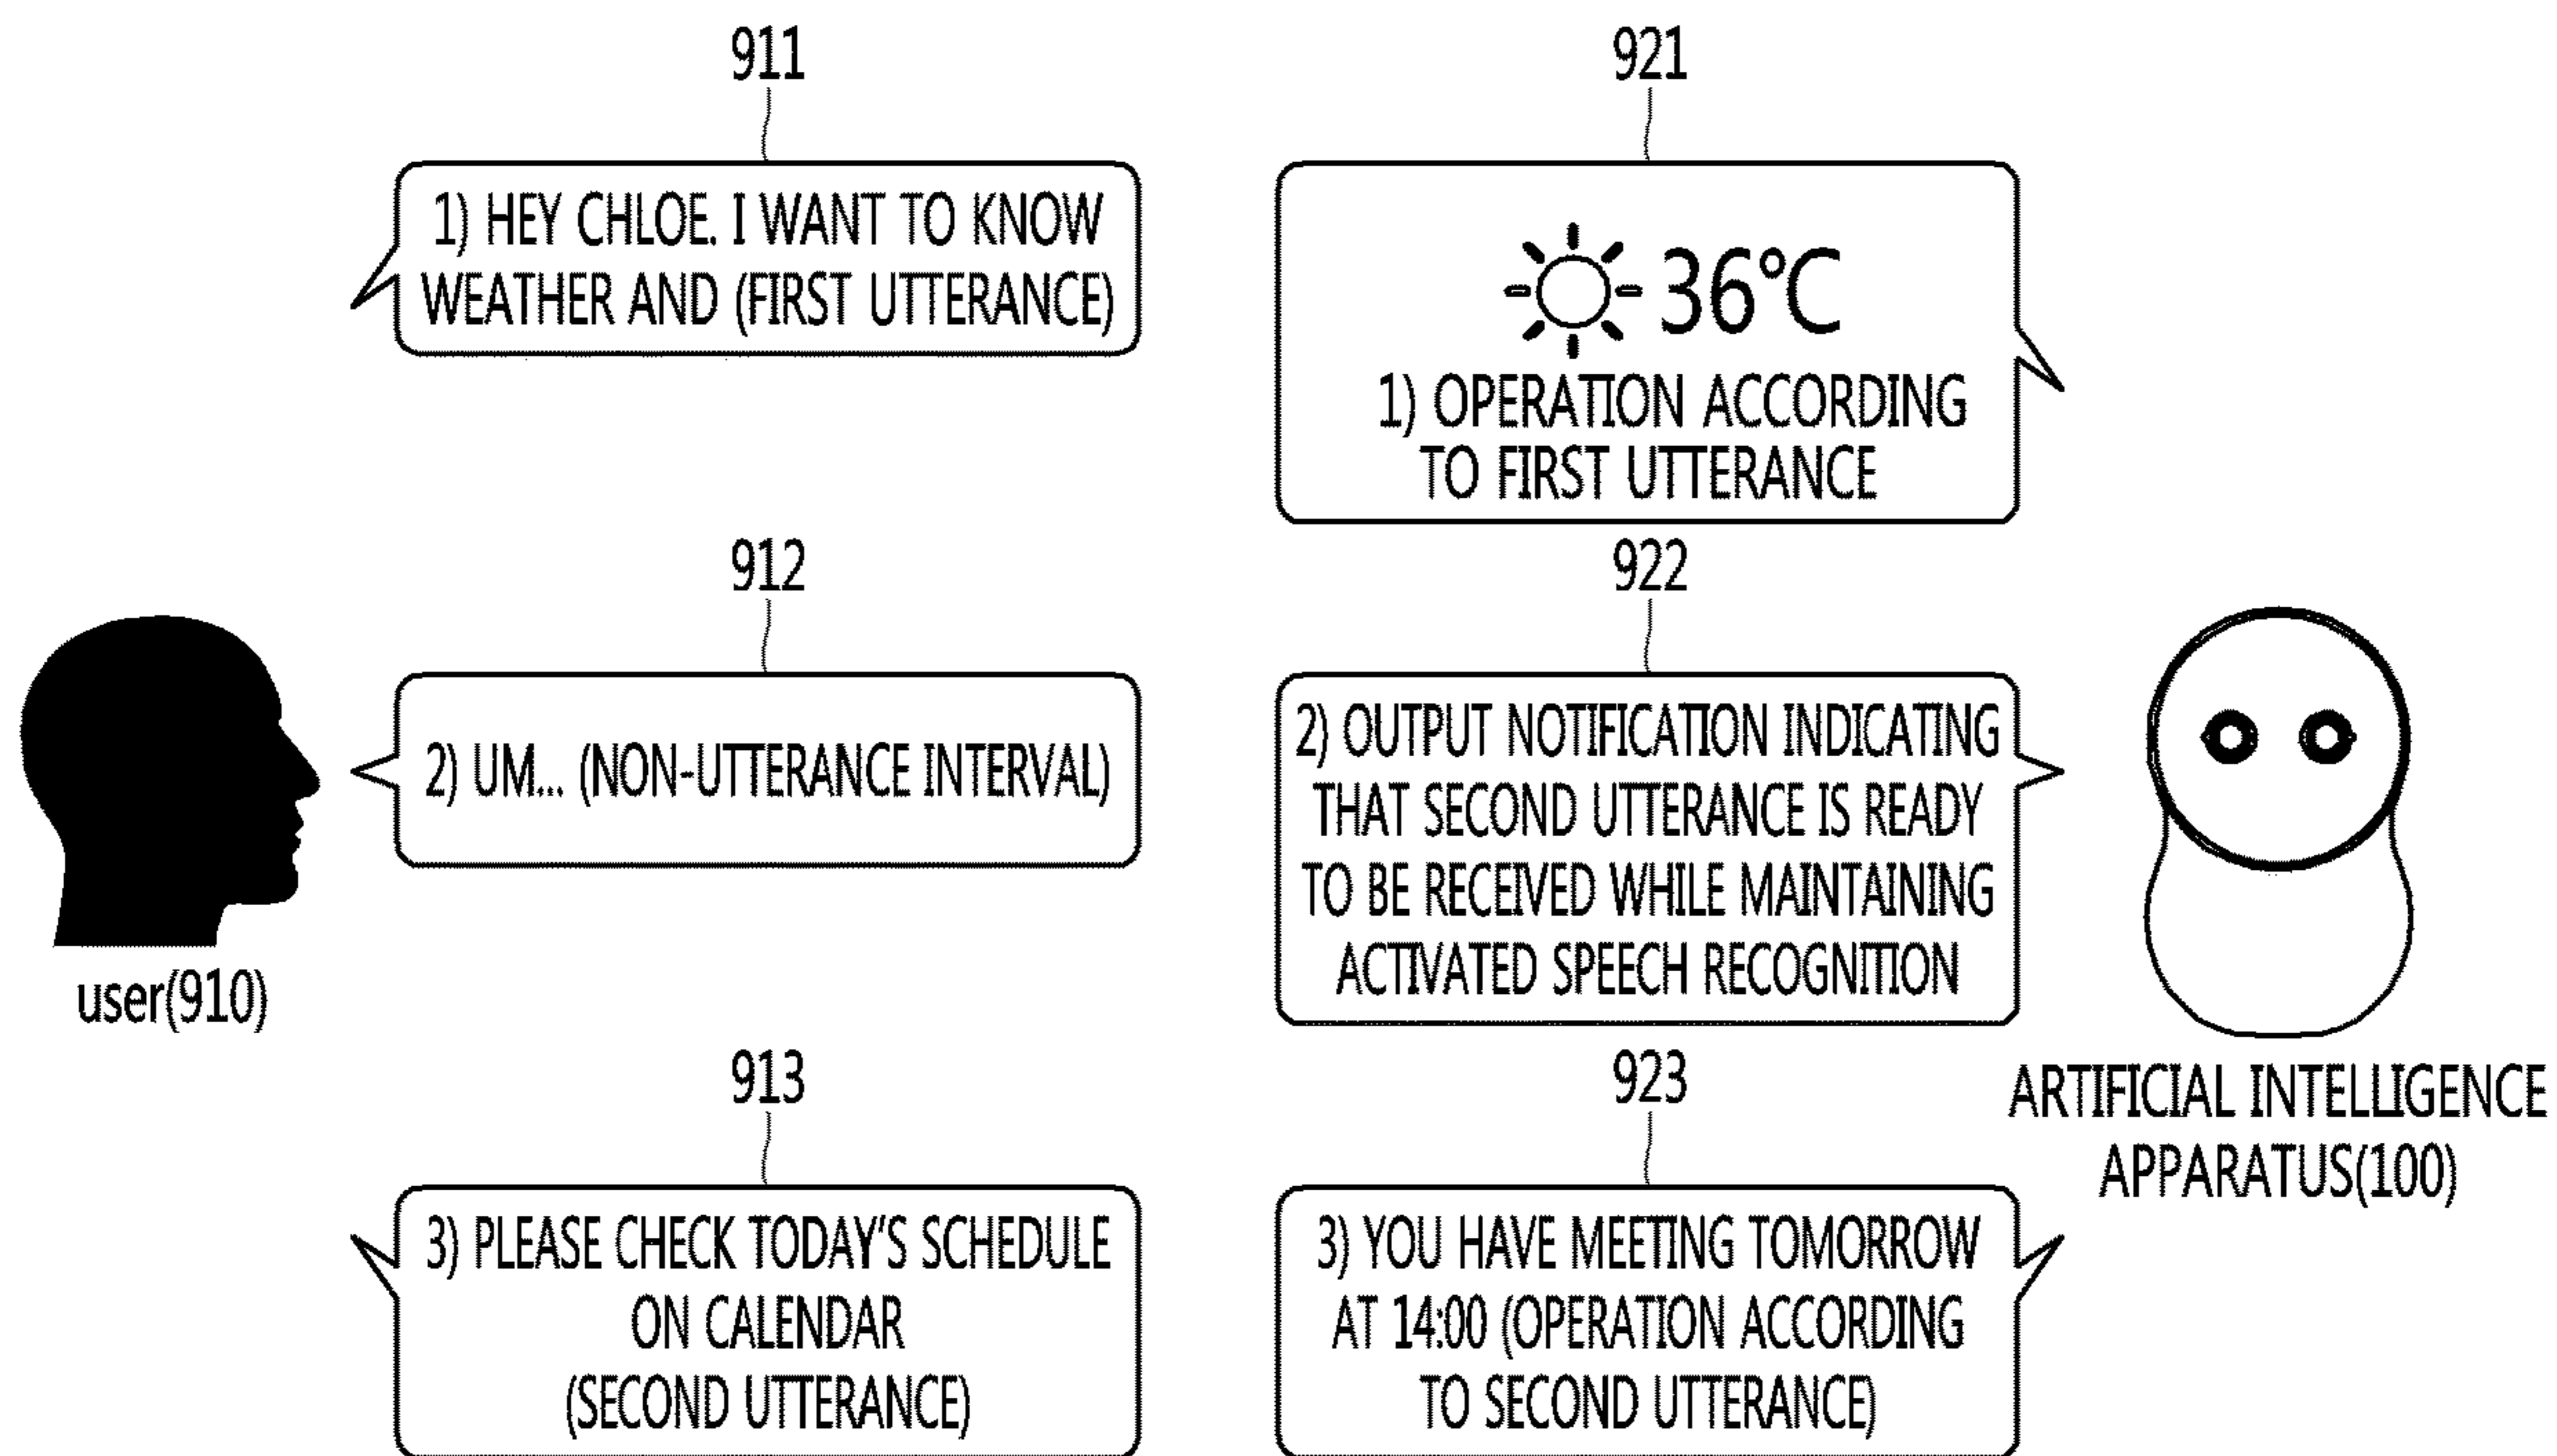 911
1) HEY CHLOE. I WANT TO KNOW
WEATHER AND (FIRST UTTERANCE)
921
36°C
1) OPERATION ACCORDING
TO FIRST UTTERANCE
912
2) UM... (NON-UTTERANCE INTERVAL)
922
2) OUTPUT NOTIFICATION INDICATING
THAT SECOND UTTERANCE IS READY
TO BE RECEIVED WHILE MAINTAINING
ACTIVATED SPEECH RECOGNITION
user(910)
ARTIFICIAL INTELLIGENCE
APPARATUS(100)
913
3) PLEASE CHECK TODAY'S SCHEDULE
ON CALENDAR
(SECOND UTTERANCE)
923
3) YOU HAVE MEETING TOMORROW
AT 14:00 (OPERATION ACCORDING
TO SECOND UTTERANCE)